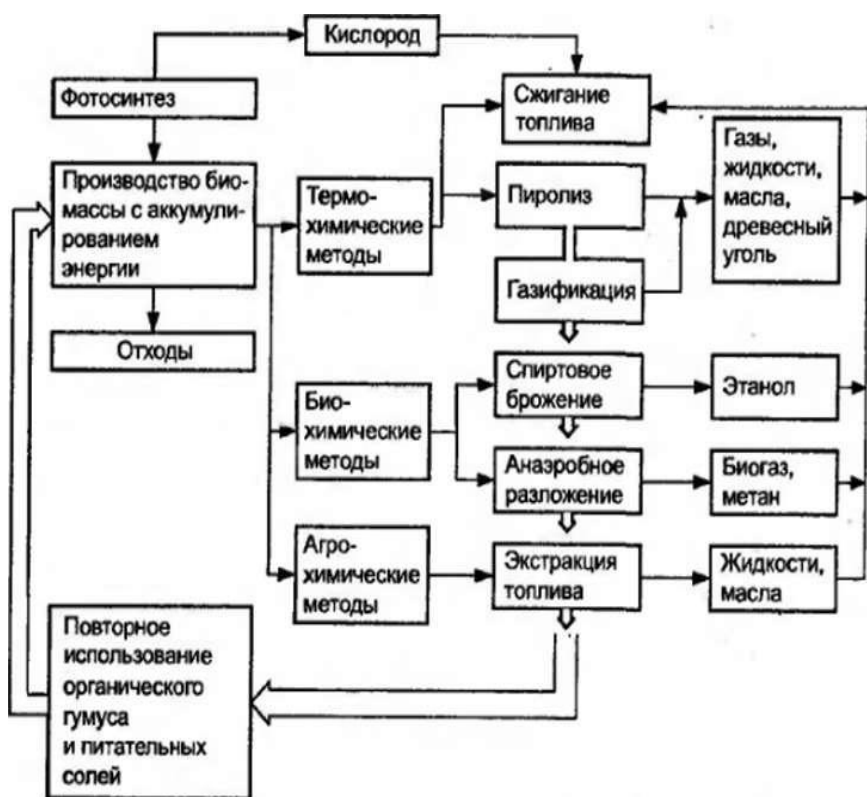 Кислород
Фотосинтез
Сжигание
топлива
Производство био-
массы с аккумули-
рованием
энергии
Термо-
химические
методы
Пиролиз
Газы,
жидкости,
масла,
древесный
уголь
Газификация
Отходы
Био-
химические
методы
Спиртовое
брожение
Этанол
Анаэробное
разложение
Биогаз,
метан
Агро-
химические
методы
Экстракция
топлива
Жидкости,
масла
Повторное
использование
органического
гумуса
и питательных
солей